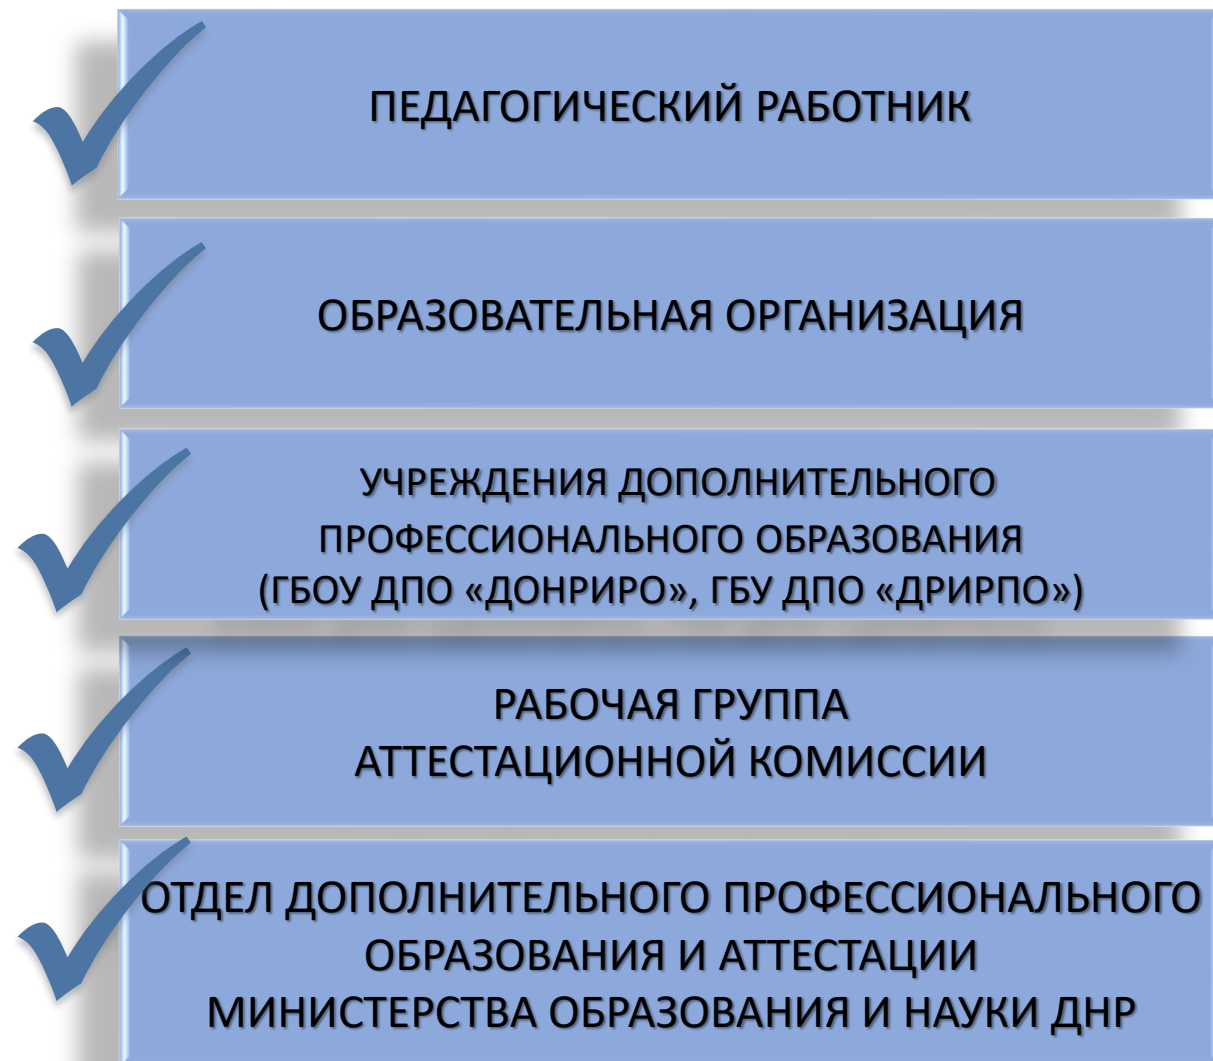 ПЕДАГОГИЧЕСКИЙ РАБОТНИК
ОБРАЗОВАТЕЛЬНАЯ ОРГАНИЗАЦИЯ
УЧРЕЖДЕНИЯ ДОПОЛНИТЕЛЬНОГО
ПРОФЕССИОНАЛЬНОГО ОБРАЗОВАНИЯ
(ГБОУ ДПО «ДОНРИРО», ГБУ ДПО «ДРИРПО»)
РАБОЧАЯ ГРУППА
АТТЕСТАЦИОННОЙ КОМИССИИ
ОТДЕЛ ДОПОЛНИТЕЛЬНОГО ПРОФЕССИОНАЛЬНОГО
ОБРАЗОВАНИЯ И АТТЕСТАЦИИ
МИНИСТЕРСТВА ОБРАЗОВАНИЯ И НАУКИ ДНР